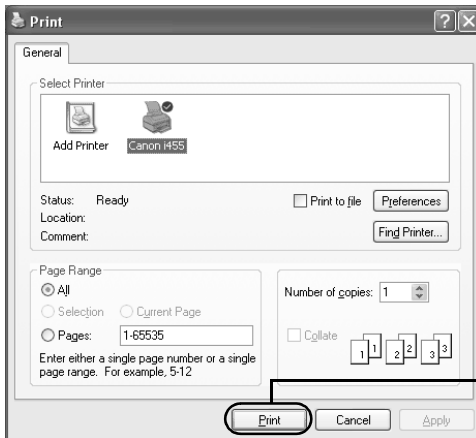 Print
General
Select Printer
Add Printer
Canon i455
Status: Ready
Location:
Comment:
Print to file
Preferences
Find Printer...
Page Range
All
Selection
Current Page
Pages: 1-65535
Enter either a single page number or a single
page range. For example, 5-12
Number of copies: 1
Collate
1 1 2 2 3 3
Print
Cancel
Apply